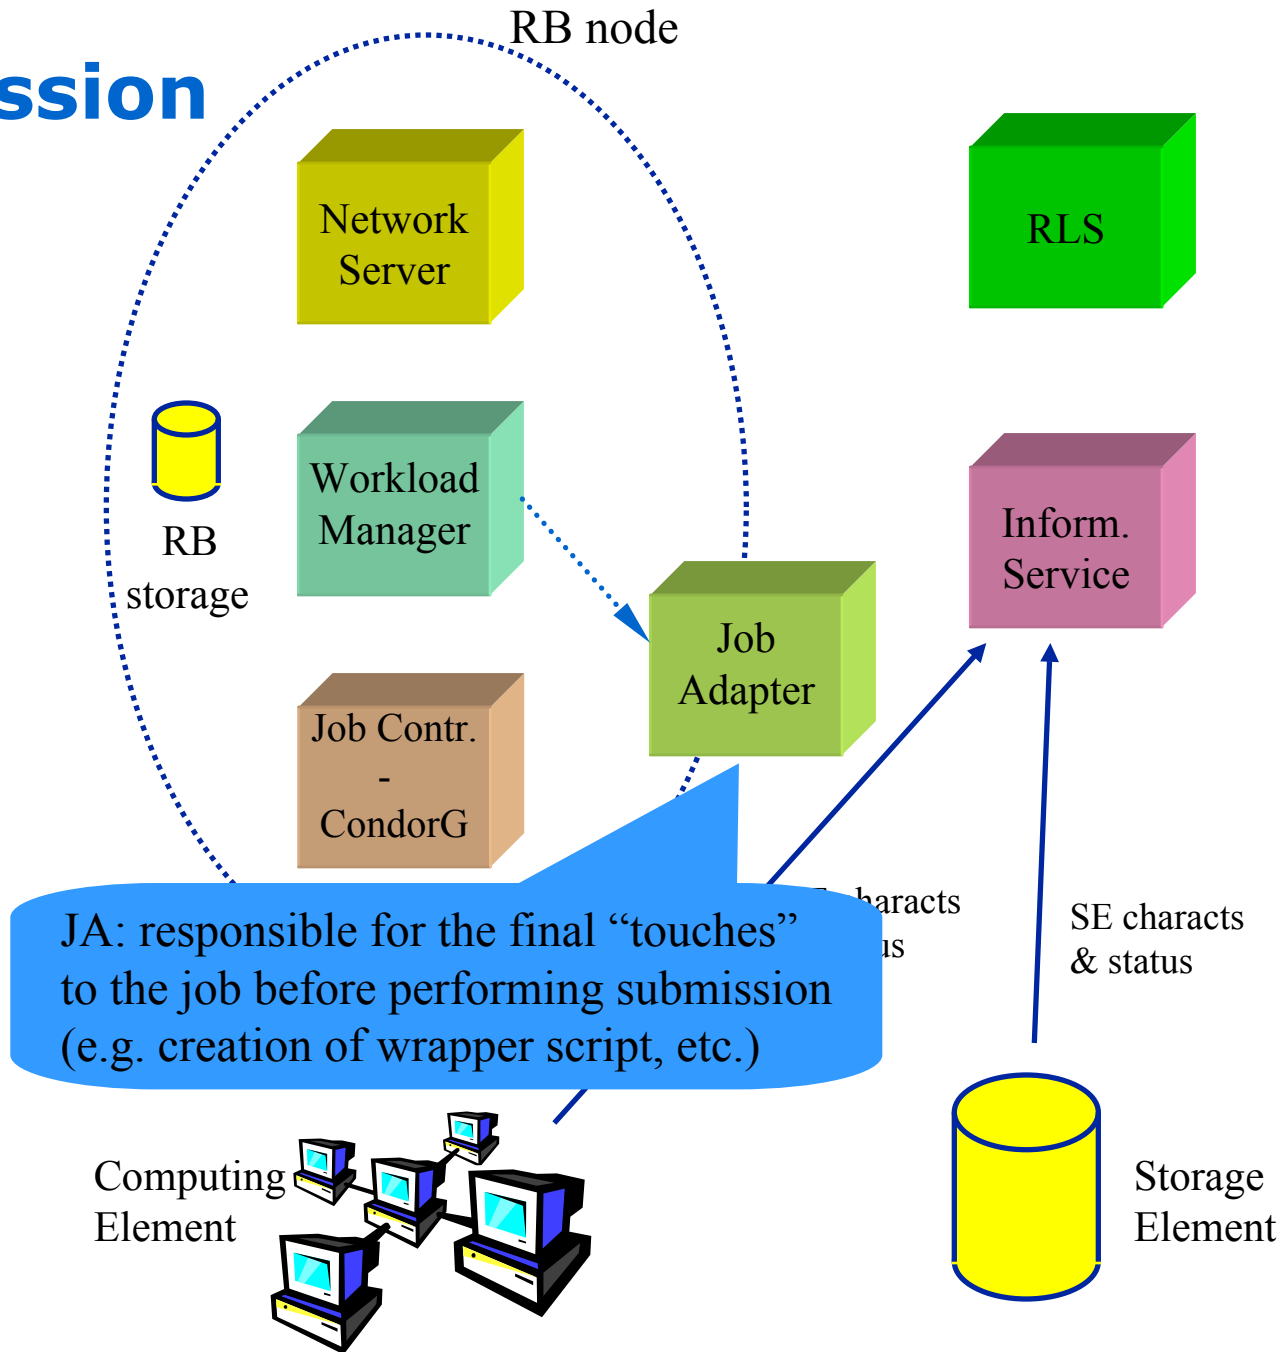 RB node
ssion
Network
Server
RLS
Workload
Manager
RB
storage
Inform.
Service
Job
Adapter
Job Contr.
-
CondorG
JA: responsible for the final “touches”
to the job before performing submission
(e.g. creation of wrapper script, etc.)
characts
SE characts
& status
Computing
Element
Storage
Element